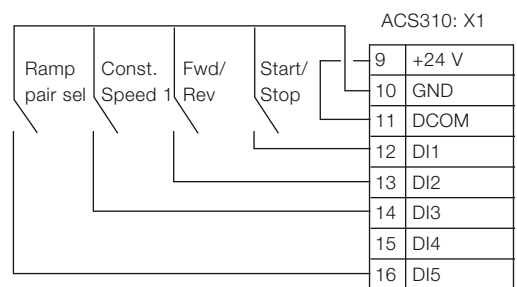 ACS310: X1
Ramp pair sel
Const. Speed 1
Fwd/ Rev
Start/ Stop
9 +24 V
10 GND
11 DCOM
12 DI1
13 DI2
14 DI3
15 DI4
16 DI5